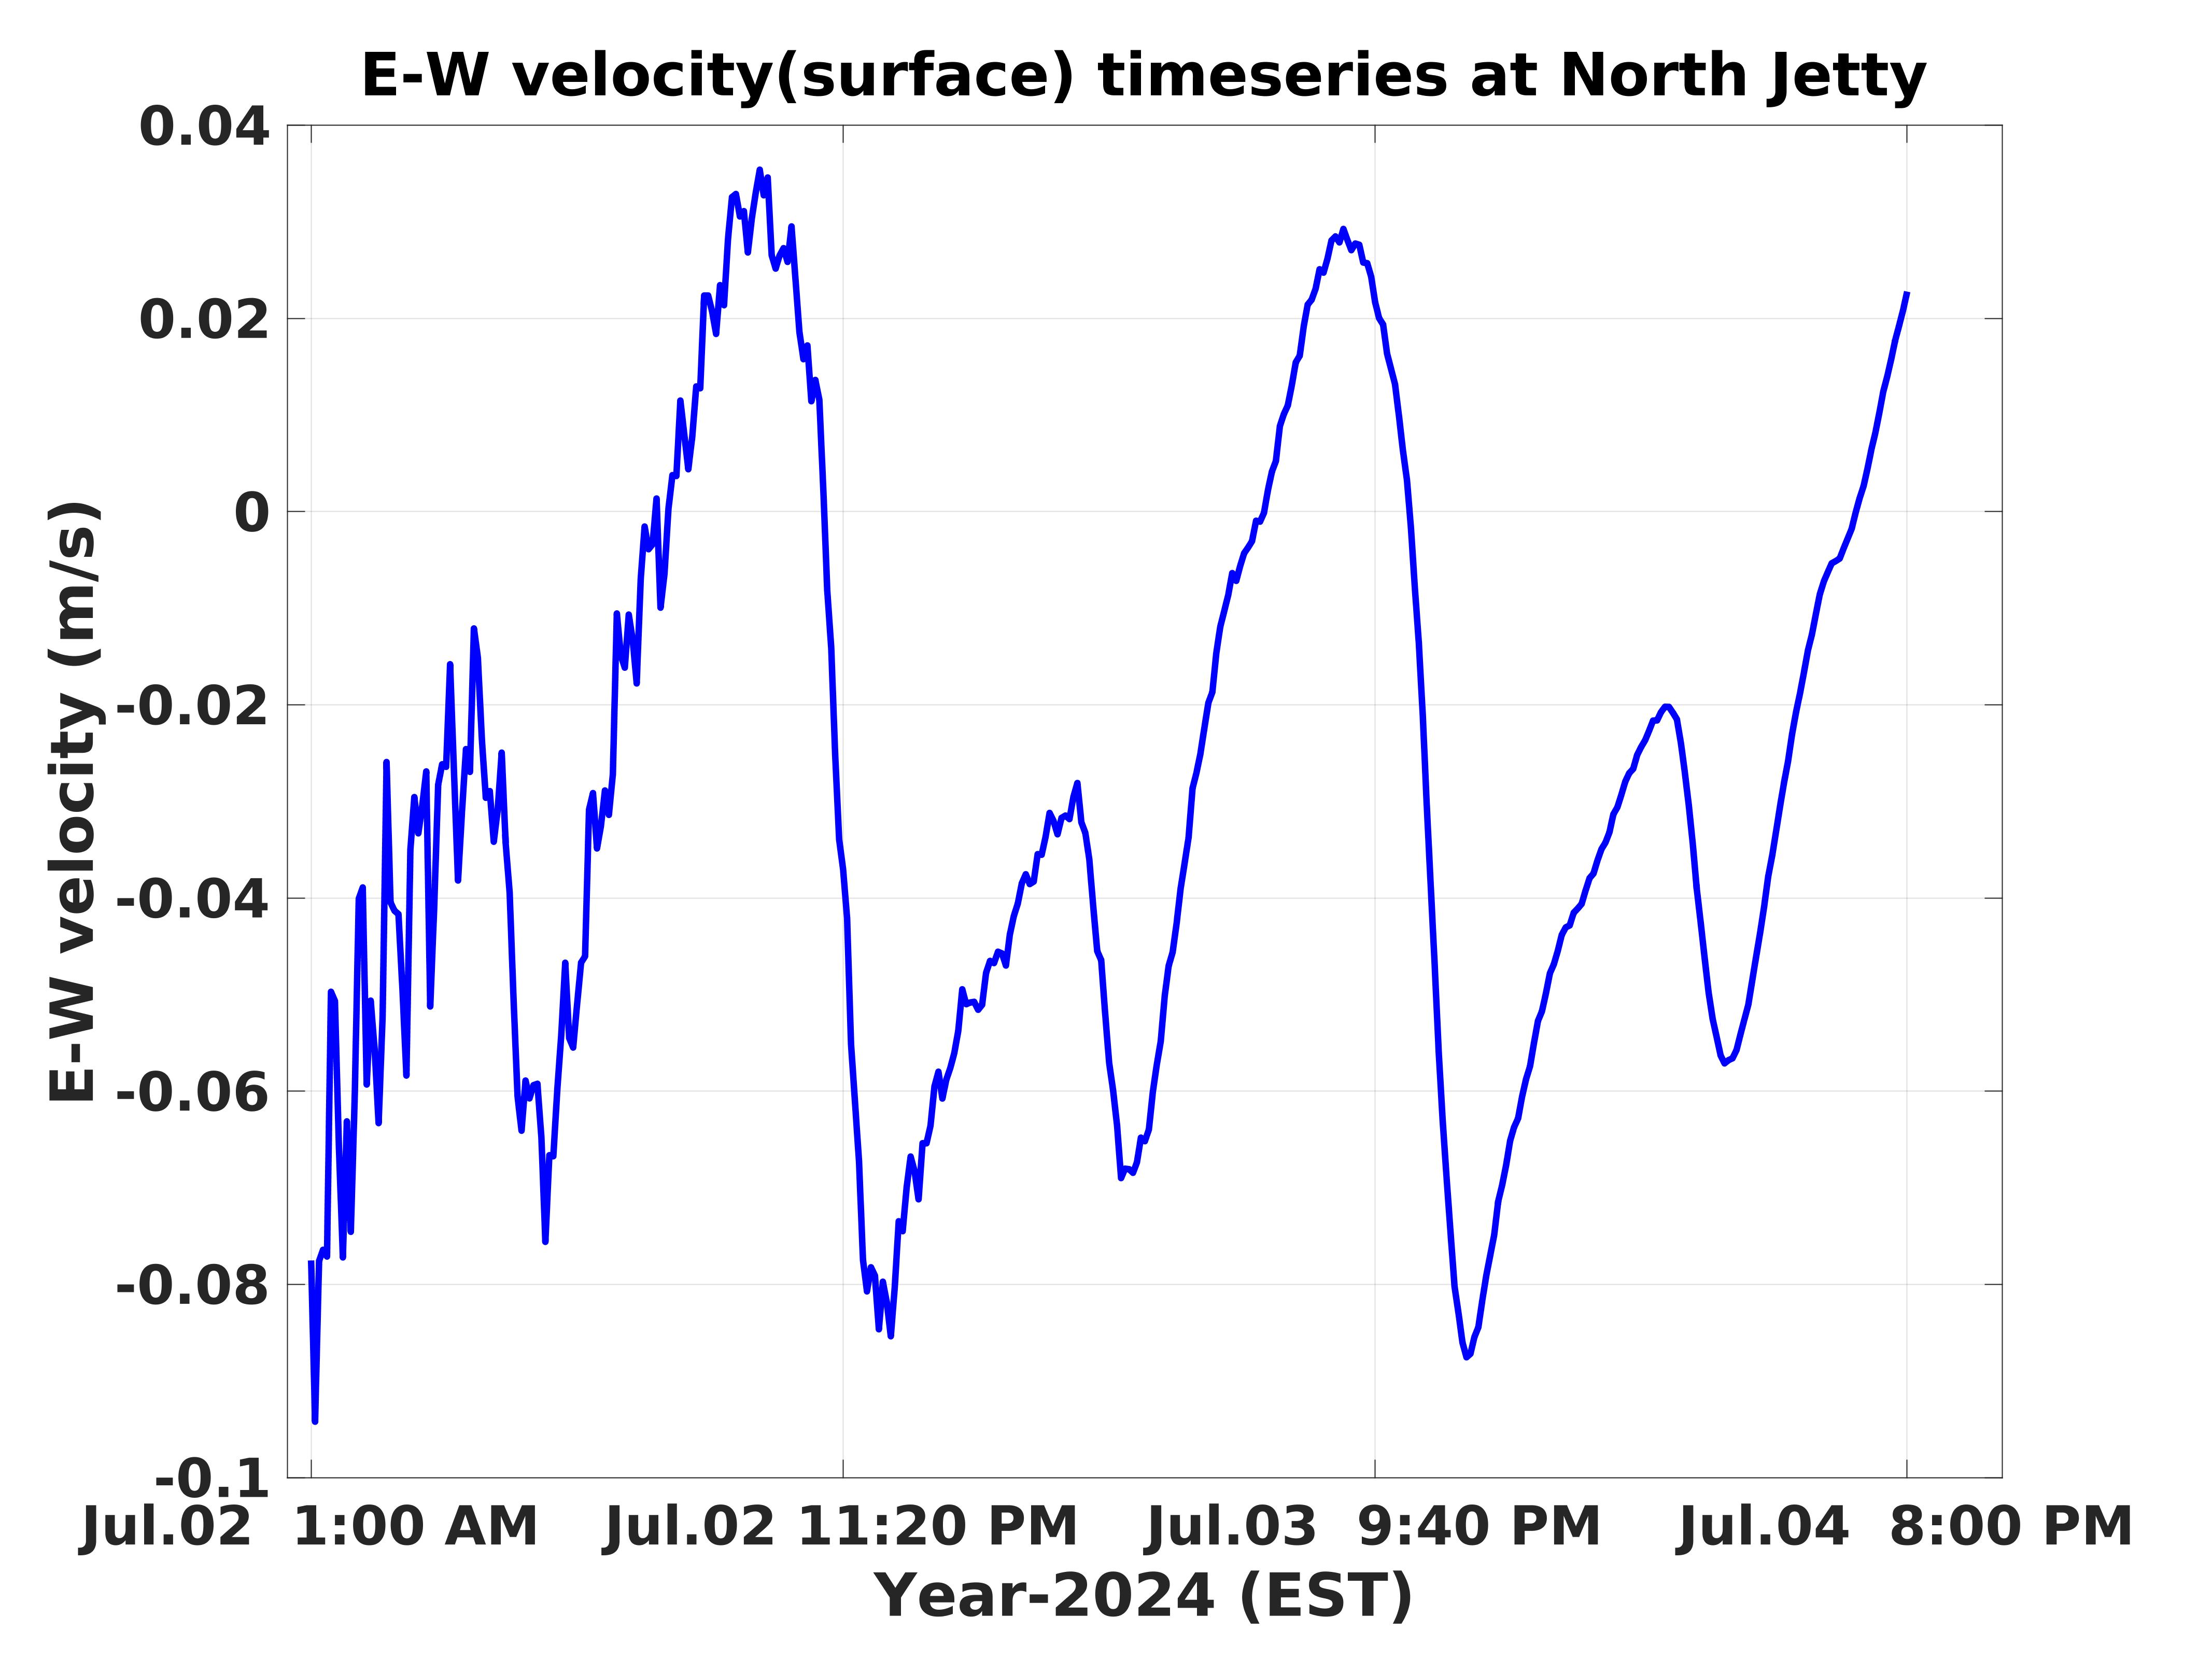 E-W velocity(surface) timeseries at North Jetty
0.04
0.02
0
-0.02
-0.04
-0.06
-0.08
-0.1
E-W velocity (m/s)
Jul.02 1:00 AM Jul.02 11:20 PM Jul.03 9:40 PM Jul.04 8:00 PM
Year-2024 (EST)